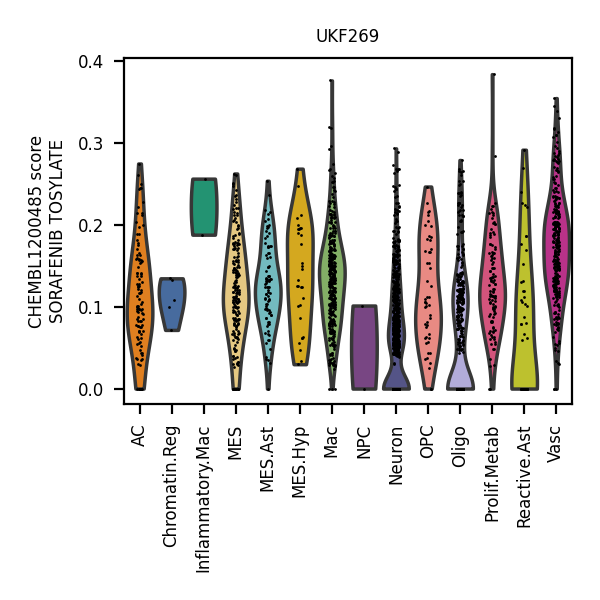 UKF269
CHEMBL1200485 score
SORAFENIB TOSYLATE
0.4
0.3
0.2
0.1
0.0
AC
Chromatin.Reg
Inflammatory.Mac
MES
MES.Ast
MES.Hyp
Mac
NPC
Neuron
OPC
Oligo
Prolif.Metab
Reactive.Ast
Vasc